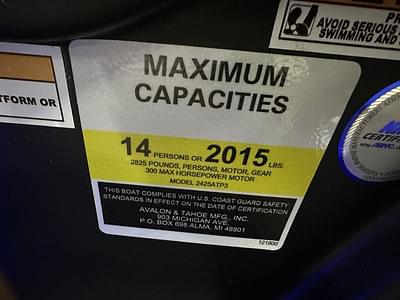 PR
AVOID SERIOUS
SWIMMING AND
TFORM OR
MAXIMUM
CAPACITIES
14 PERSONS OR 2015 LBS.
2825 POUNDS, PERSONS, MOTOR, GEAR
300 MAX HORSEPOWER MOTOR
MODEL 2425ATP3
THIS BOAT COMPLIES WITH U.S. COAST GUARD SAFETY
STANDARDS IN EFFECT ON THE DATE OF CERTIFICATION
AVALON & TAHOE MFG., INC.
903 MICHIGAN AVE.
P.O. BOX 698 ALMA, MI 48801
121800
CERTIFIE